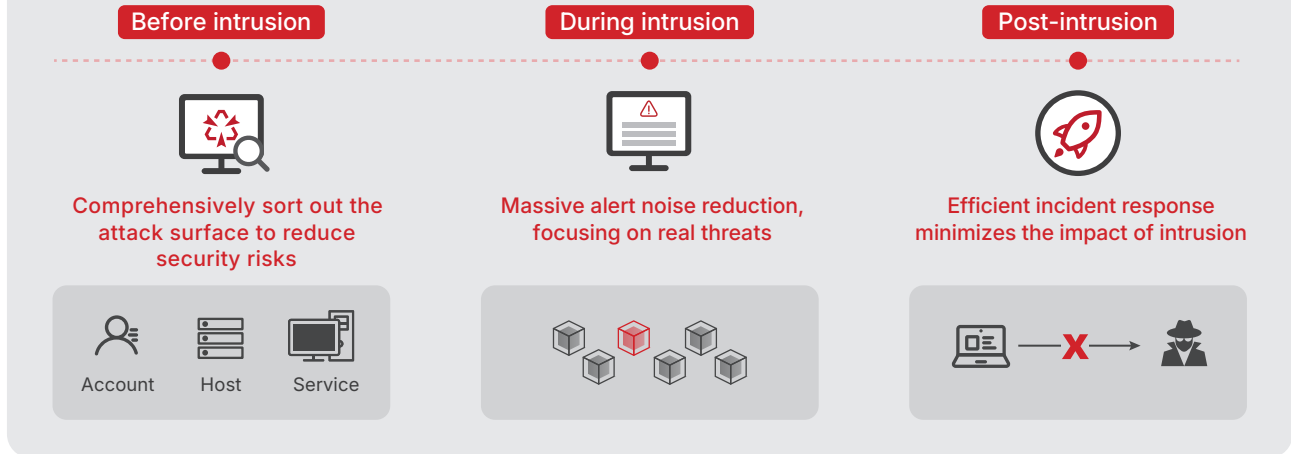 Before intrusion
During intrusion
Post-intrusion
Comprehensively sort out the
attack surface to reduce
security risks
Massive alert noise reduction,
focusing on real threats
Efficient incident response
minimizes the impact of intrusion
Account
Host
Service
X